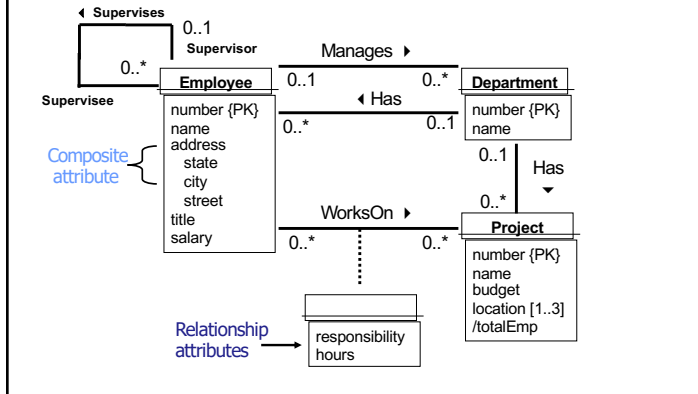 ◄ Supervises
0..1
Supervisor
0..*
Supervisee
Manages ►
0..1
0..*
◄ Has
0..*
0..1
Employee
number {PK}
name
address
state
city
street
title
salary
Composite
attribute
Department
number {PK}
name
0..1
Has
▼
0..*
WorksOn ►
0..*
0..*
Project
number {PK}
name
budget
location [1..3]
/totalEmp
Relationship
attributes
responsibility
hours